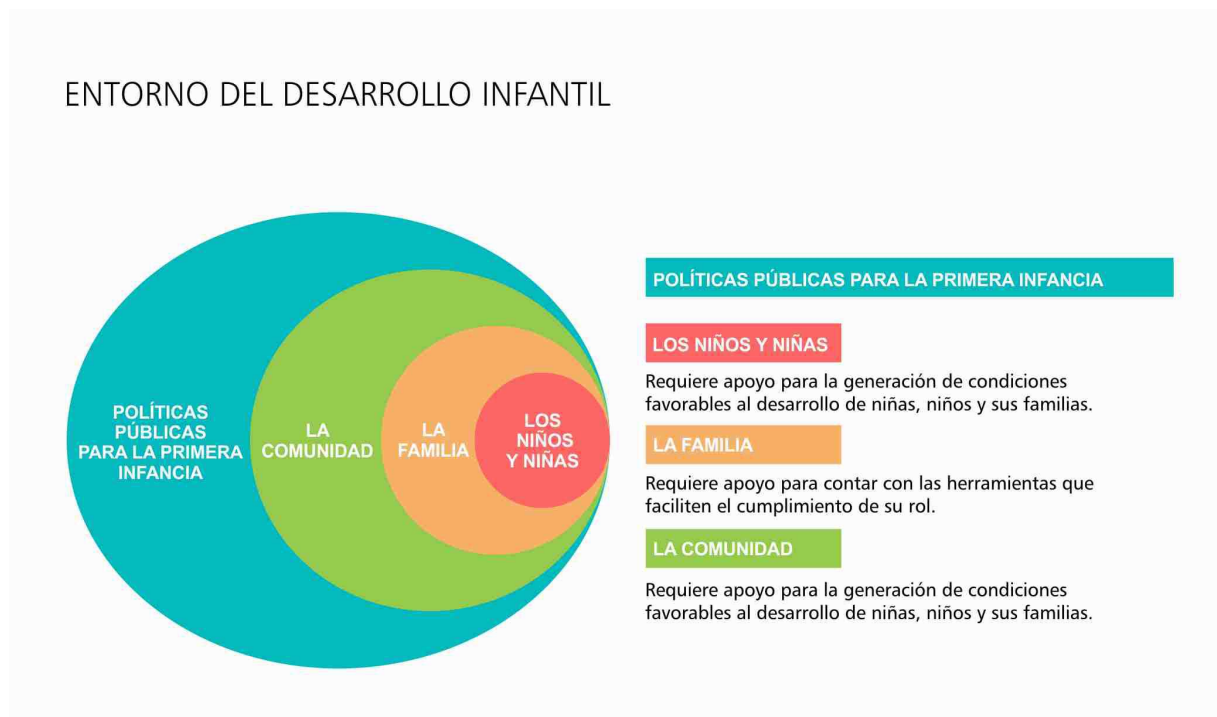 ENTORNO DEL DESARROLLO INFANTIL
POLÍTICAS
PÚBLICAS
PARA LA PRIMERA
INFANCIA
LA
COMUNIDAD
LA
FAMILIA
LOS
NIÑOS
Y NIÑAS
POLÍTICAS PÚBLICAS PARA LA PRIMERA INFANCIA
LOS NIÑOS Y NIÑAS
Requiere apoyo para la generación de condiciones
favorables al desarrollo de niñas, niños y sus familias.
LA FAMILIA
Requiere apoyo para contar con las herramientas que
faciliten el cumplimiento de su rol.
LA COMUNIDAD
Requiere apoyo para la generación de condiciones
favorables al desarrollo de niñas, niños y sus familias.